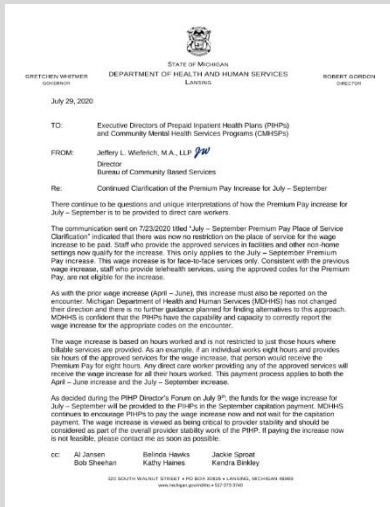 STATE OF MICHIGAN
GRETCHEN WHITMER DEPARTMENT OF HEALTH AND HUMAN SERVICES ROBERT GORDON
GOVERNOR LANSING DIRECTOR
July 29, 2020
TO: Executive Directors of Prepaid Inpatient Health Plans (PIHPs)
and Community Mental Health Services Programs (CMHSPs)
FROM: Jeffery L. Wieferich, M.A., LLP JW
Director
Bureau of Community Based Services
Re: Continued Clarification of the Premium Pay Increase for July – September
There continue to be questions and unique interpretations of how the Premium Pay increase for
July – September is to be provided to direct care workers.
The communication sent on 7/23/2020 titled "July – September Premium Pay Place of Service
Clarification" indicated that there was now no restriction on the place of service for the wage
increase to be paid. Staff who provide the approved services in facilities and other non-home
settings now qualify for the increase. This only applies to the July – September Premium
Pay increase. This wage increase is for face-to-face services only. Consistent with the previous
wage increase, staff who provide telehealth services, using the approved codes for the Premium
Pay, are not eligible for the increase.
As with the prior wage increase (April – June), this increase must also be reported on the
encounter. Michigan Department of Health and Human Services (MDHHS) has not changed
their direction and there is no further guidance planned for finding alternatives to this approach.
MDHHS is confident that the PIHPs have the capability and capacity to correctly report the
wage increase for the appropriate codes on the encounter.
The wage increase is based on hours worked and is not restricted to just those hours where
billable services are provided. As an example, if an individual works eight hours and provides
six hours of the approved services for the wage increase, that person would receive the
Premium Pay for eight hours. Any direct care worker providing any of the approved services will
receive the wage increase for all their hours worked. This payment process applies to both the
April – June increase and the July – September increase.
As decided during the PIHP Director's Forum on July 9th, the funds for the wage increase for
July – September will be provided to the PIHPs in the September capitation payment. MDHHS
continues to encourage PIHPs to pay the wage increase now and not wait for the capitation
payment. The wage increase is viewed as being critical to provider stability and should be
considered as part of the overall provider stability work of the PIHP. If paying the increase now
is not feasible, please contact me as soon as possible.
cc: Al Jansen Belinda Hawks Jackie Sproat
Bob Sheehan Kathy Haines Kendra Binkley
320 SOUTH WALNUT STREET • PO BOX 30026 • LANSING, MICHIGAN 48909